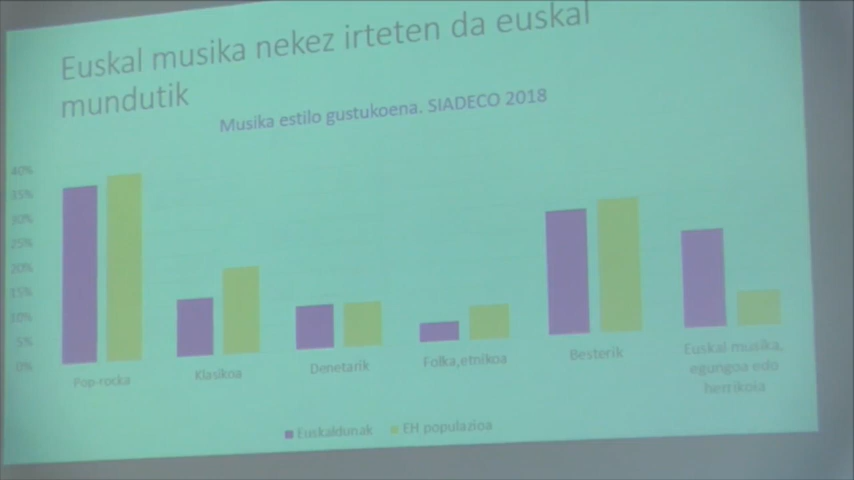 Euskal musika nekez irteten da euskal
mundutik
Musika estilo gustukoena. SIADECO 2018
40%
35%
30%
25%
20%
15%
10%
5%
0%
Pop-rocka
Klasikoa
Denetarik
Folka,etnikoa
Besterik
Euskal musika,
egungoa edo
herrikoia
Euskaldunak
EH populazioa